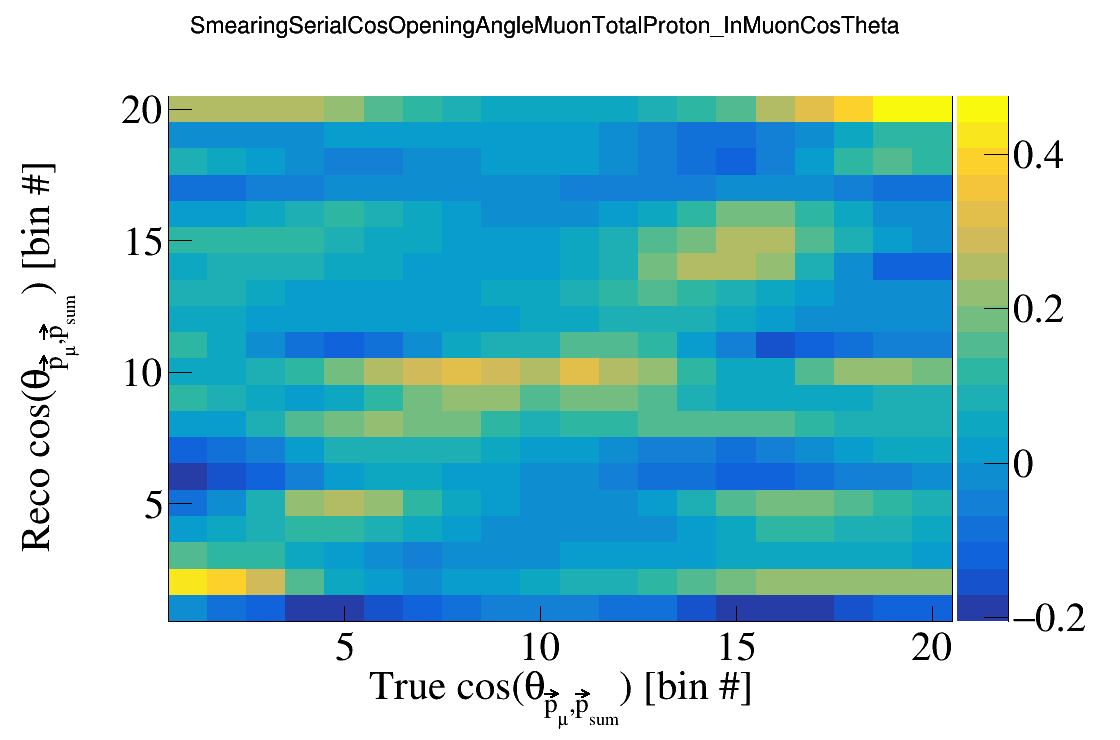 SmearingSerialCosOpeningAngleMuonTotalProton_InMuonCosTheta
20
15
10
5
Reco cos(θp⃗μ,p⃗sum) [bin #]
5 10 15 20
True cos(θp⃗μ,p⃗sum) [bin #]
0.4
0.2
0
−0.2